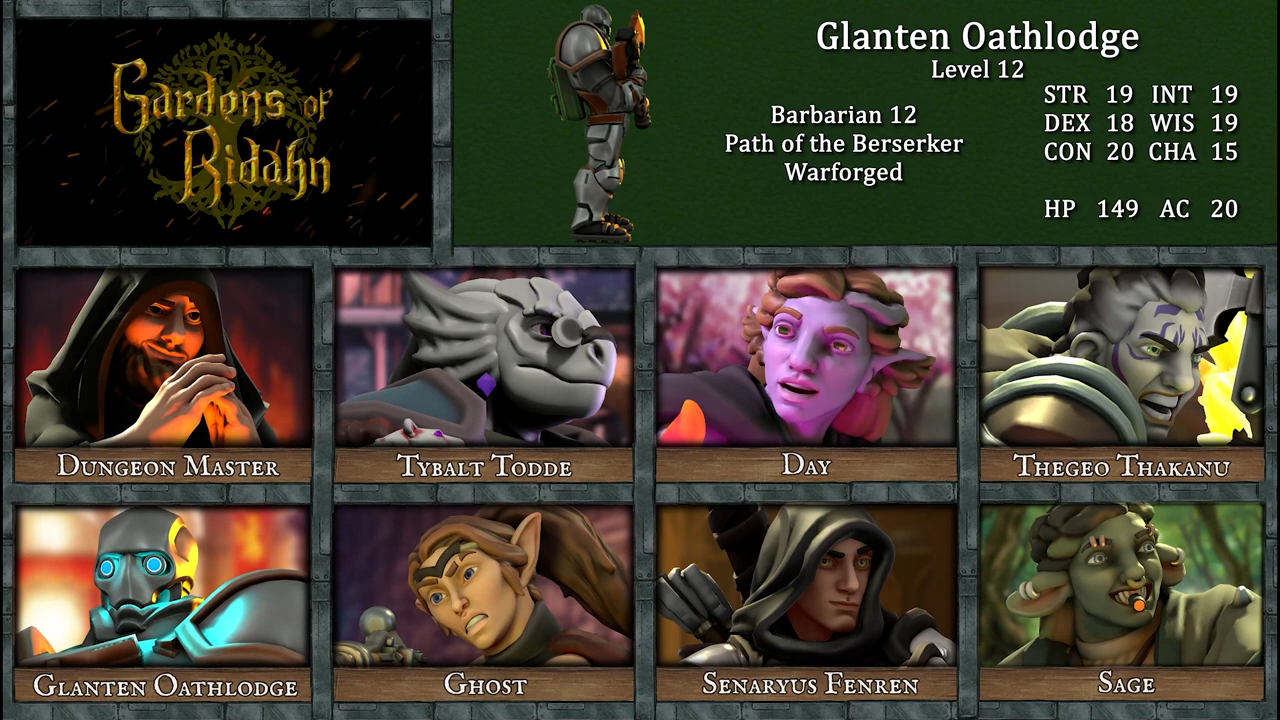 Gardens of
Ridahn
Glanten Oathlodge
Level 12
Barbarian 12
Path of the Berserker
Warforged
STR 19 INT 19
DEX 18 WIS 19
CON 20 CHA 15
HP 149 AC 20
Dungeon Master
Tybalt Todde
Day
Thegeo Thakanu
Glanten Oathlodge
Ghost
Senaryus Fenren
Sage